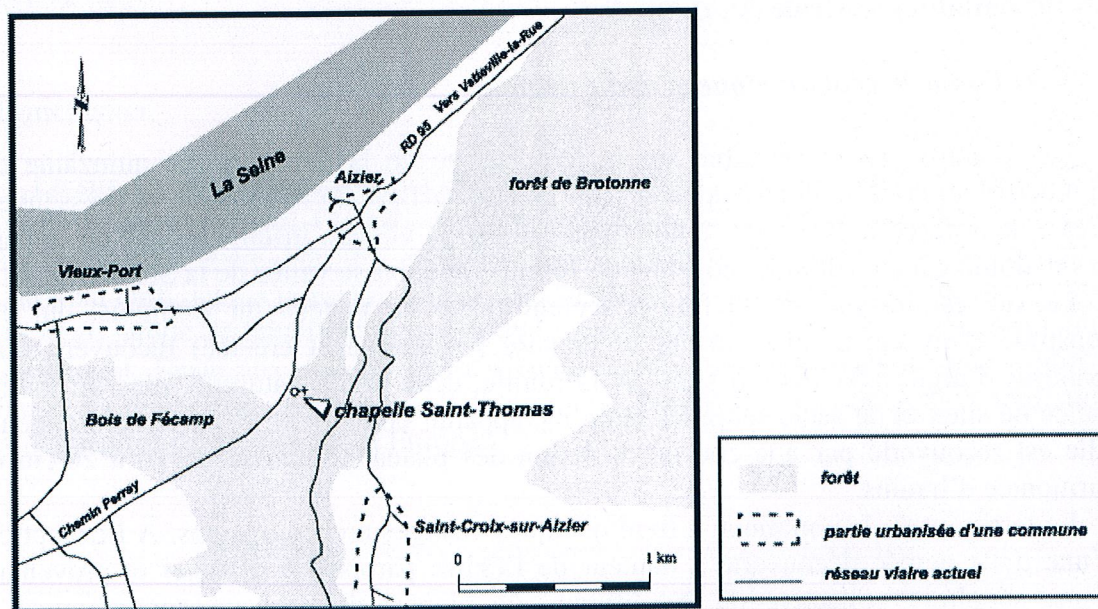 N
RD 95 Vers Vatteville-la-Rue
La Seine
Aizier
forêt de Brotonne
Vieux-Port
chapelle Saint-Thomas
Bois de Fécamp
Chemin Perrey
Saint-Croix-sur-Aizier
0 1 km
forêt
partie urbanisée d'une commune
réseau viaire actuel